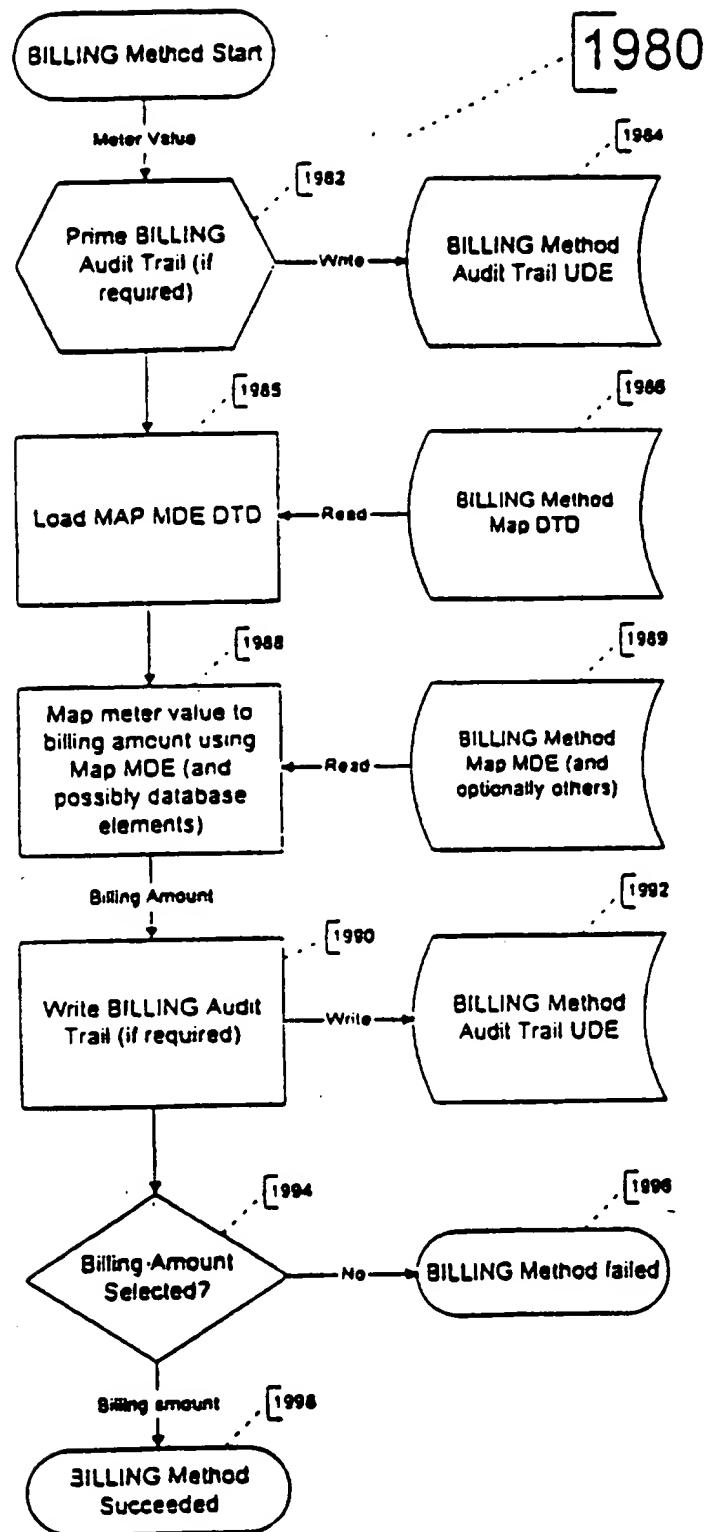 BILLING Method Start
1980
Meter Value
1982
1984
Prime BILLING
Audit Trail (if
required)
Write
BILLING Method
Audit Trail UDE
1985
1986
Load MAP MDE DTD
Read
BILLING Method
Map DTD
1988
1989
Map meter value to
billing amount using
Map MDE (and
possibly database
elements)
Read
BILLING Method
Map MDE (and
optionally others)
Billing Amount
1990
1992
Write BILLING Audit
Trail (if required)
Write
BILLING Method
Audit Trail UDE
1994
1996
Billing Amount
Selected?
No
BILLING Method failed
Billing amount
1998
BILLING Method
Succeeded